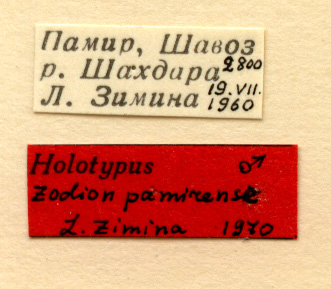 Памир, Шавоз
р. Шахдара 2800
Л. Зимина 19.VII.1960
Holotypus ♂
Zodion pamirense
L. Zimina 1970